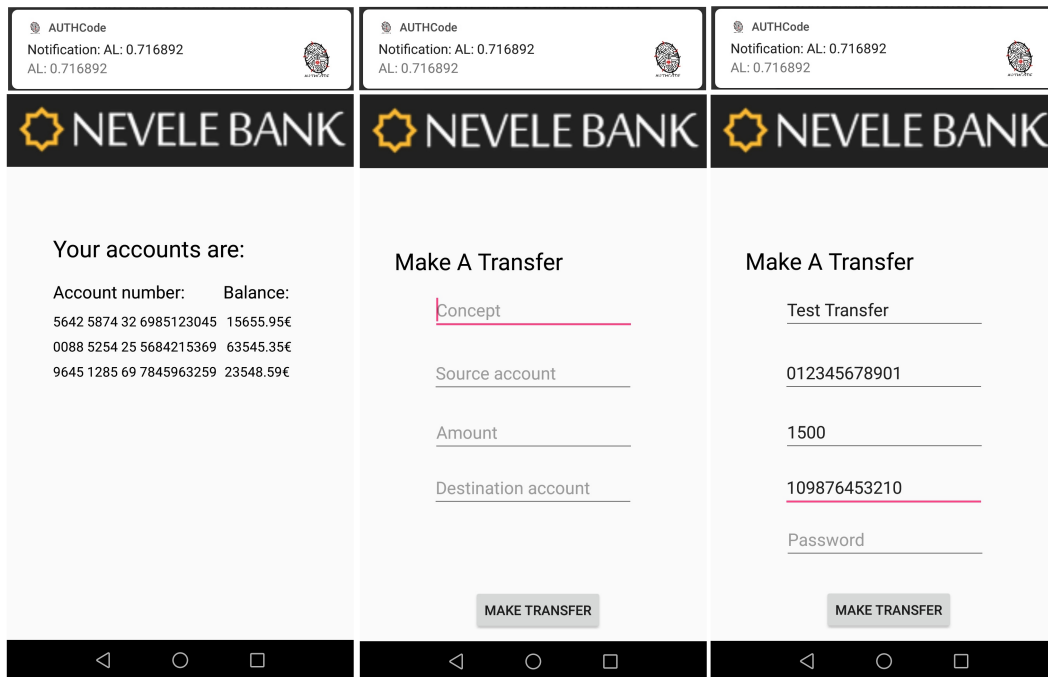 AUTHCode
Notification: AL: 0.716892
AL: 0.716892
AUTHCODE
NEVELE BANK
Your accounts are:
Account number: Balance:
5642 5874 32 6985123045 15655.95€
0088 5254 25 5684215369 63545.35€
9645 1285 69 7845963259 23548.59€
AUTHCode
Notification: AL: 0.716892
AL: 0.716892
AUTHCODE
NEVELE BANK
Make A Transfer
Concept
Source account
Amount
Destination account
MAKE TRANSFER
AUTHCode
Notification: AL: 0.716892
AL: 0.716892
AUTHCODE
NEVELE BANK
Make A Transfer
Test Transfer
012345678901
1500
109876453210
Password
MAKE TRANSFER